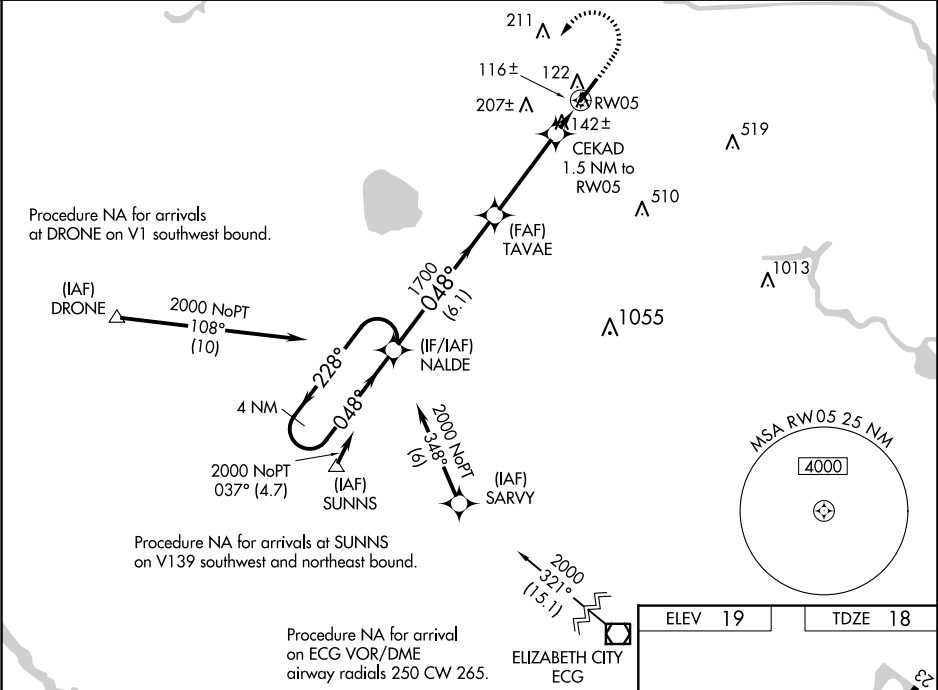 211
116±
122
207±
RW05
142±
CEKAD
1.5 NM to
RW05
519
510
(FAF)
TAVAE
Procedure NA for arrivals
at DRONE on V1 southwest bound.
1013
1700
048°
(6.1)
(IAF)
DRONE
2000 NoPT
108°
(10)
1055
(IF/IAF)
NALDE
228°
048°
4 NM
2000 NoPT
037° (4.7)
(IAF)
SUNNS
2000 NoPT
348°
(6)
(IAF)
SARVY
MSA RW05 25 NM
4000
Procedure NA for arrivals at SUNNS
on V139 southwest and northeast bound.
2000
321°
(15.1)
Procedure NA for arrival
on ECG VOR/DME
airway radials 250 CW 265.
ELIZABETH CITY
ECG
ELEV 19
TDZE 18
23